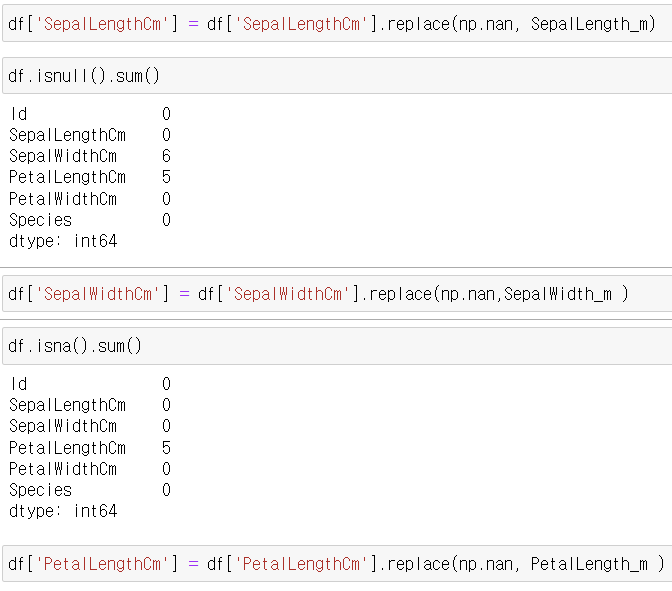 df['SepalLengthCm'] = df['SepalLengthCm'].replace(np.nan, SepalLength_m)
df.isnull().sum()
Id 0
SepalLengthCm 0
SepalWidthCm 6
PetalLengthCm 5
PetalWidthCm 0
Species 0
dtype: int64
df['SepalWidthCm'] = df['SepalWidthCm'].replace(np.nan,SepalWidth_m )
df.isna().sum()
Id 0
SepalLengthCm 0
SepalWidthCm 0
PetalLengthCm 5
PetalWidthCm 0
Species 0
dtype: int64
df['PetalLengthCm'] = df['PetalLengthCm'].replace(np.nan, PetalLength_m )